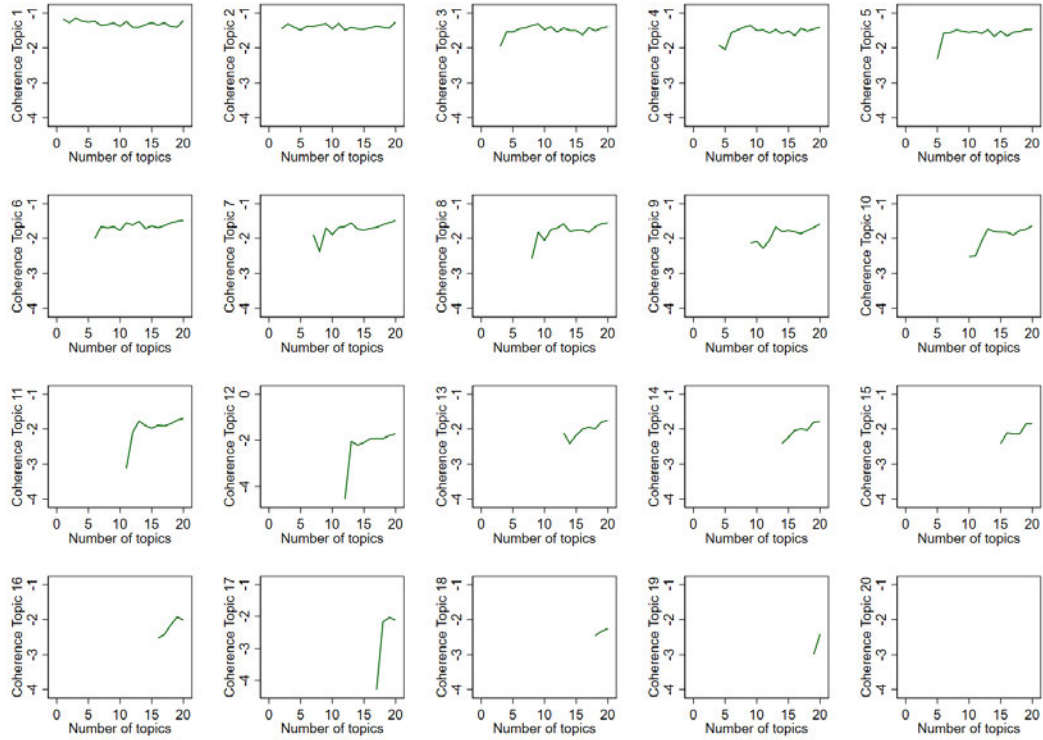 Coherence Topic 1
-1
-2
-3
-4
0 5 10 15 20
Number of topics
Coherence Topic 2
-1
-2
-3
-4
0 5 10 15 20
Number of topics
Coherence Topic 3
-1
-2
-3
-4
0 5 10 15 20
Number of topics
Coherence Topic 4
-1
-2
-3
-4
0 5 10 15 20
Number of topics
Coherence Topic 5
-1
-2
-3
-4
0 5 10 15 20
Number of topics
Coherence Topic 6
-1
-2
-3
-4
0 5 10 15 20
Number of topics
Coherence Topic 7
-1
-2
-3
-4
0 5 10 15 20
Number of topics
Coherence Topic 8
-1
-2
-3
-4
0 5 10 15 20
Number of topics
Coherence Topic 9
-1
-2
-3
-4
0 5 10 15 20
Number of topics
Coherence Topic 10
-1
-2
-3
-4
0 5 10 15 20
Number of topics
Coherence Topic 11
-1
-2
-3
-4
0 5 10 15 20
Number of topics
Coherence Topic 12
0
-2
-4
0 5 10 15 20
Number of topics
Coherence Topic 13
-1
-2
-3
-4
0 5 10 15 20
Number of topics
Coherence Topic 14
-1
-2
-3
-4
0 5 10 15 20
Number of topics
Coherence Topic 15
-1
-2
-3
-4
0 5 10 15 20
Number of topics
Coherence Topic 16
-1
-2
-3
-4
0 5 10 15 20
Number of topics
Coherence Topic 17
-1
-2
-3
-4
0 5 10 15 20
Number of topics
Coherence Topic 18
-1
-2
-3
-4
0 5 10 15 20
Number of topics
Coherence Topic 19
-1
-2
-3
-4
0 5 10 15 20
Number of topics
Coherence Topic 20
-1
-2
-3
-4
0 5 10 15 20
Number of topics